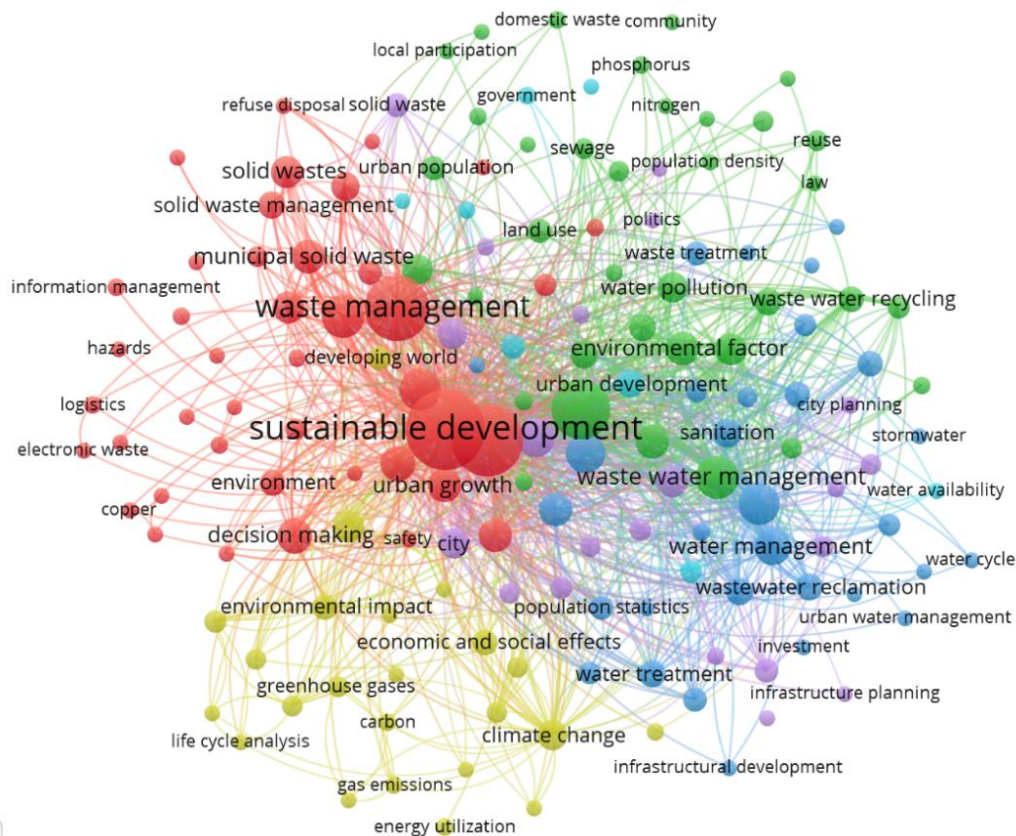 domestic waste
community
local participation
phosphorus
refuse disposal
solid waste
government
nitrogen
reuse
sewage
population density
solid wastes
urban population
law
solid waste management
politics
land use
municipal solid waste
waste treatment
information management
water pollution
waste water recycling
waste management
hazards
developing world
environmental factor
urban development
logistics
city planning
sustainable development
sanitation
stormwater
electronic waste
environment
urban growth
waste water management
water availability
copper
decision making
safety
city
water management
water cycle
wastewater reclamation
environmental impact
population statistics
urban water management
economic and social effects
investment
greenhouse gases
water treatment
infrastructure planning
carbon
life cycle analysis
climate change
infrastructural development
gas emissions
energy utilization